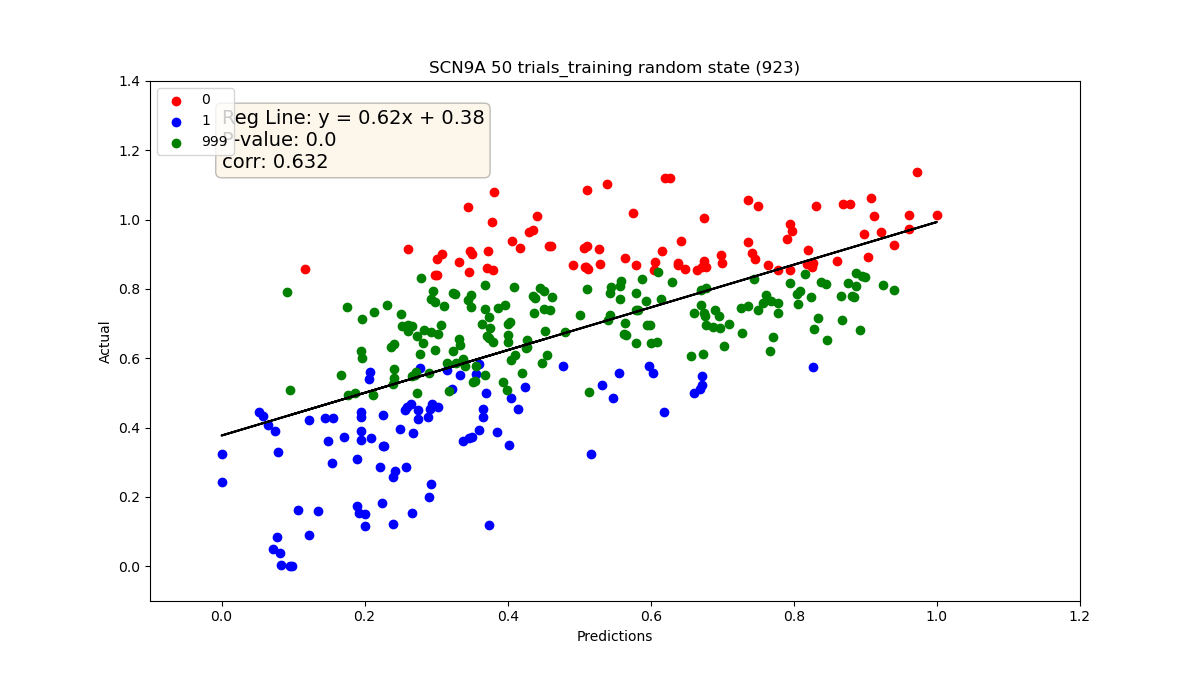 SCN9A 50 trials_training random state (923)
0
1
999
Reg Line: y = 0.62x + 0.38
P-value: 0.0
corr: 0.632
Actual
1.4
1.2
1.0
0.8
0.6
0.4
0.2
0.0
0.0 0.2 0.4 0.6 0.8 1.0 1.2
Predictions